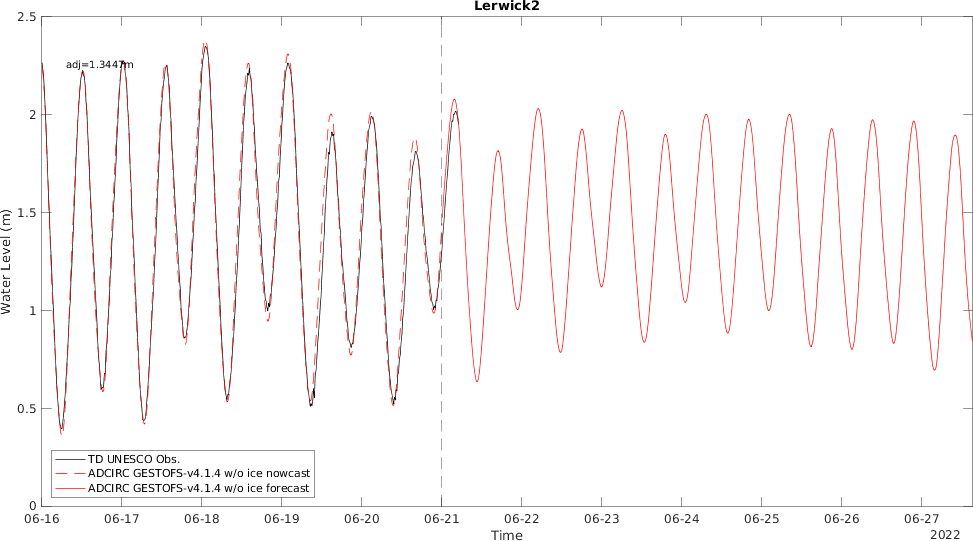 Lerwick2
2.5
adj=1.3447m
2
1.5
Water Level (m)
1
0.5
TD UNESCO Obs.
ADCIRC GESTOFS-v4.1.4 w/o ice nowcast
ADCIRC GESTOFS-v4.1.4 w/o ice forecast
0
06-16 06-17 06-18 06-19 06-20 06-21 06-22 06-23 06-24 06-25 06-26 06-27
Time
2022